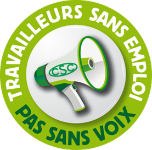 TRAVAILLEURS SANS EMPLOI
CSC
PAS SANS VOIX